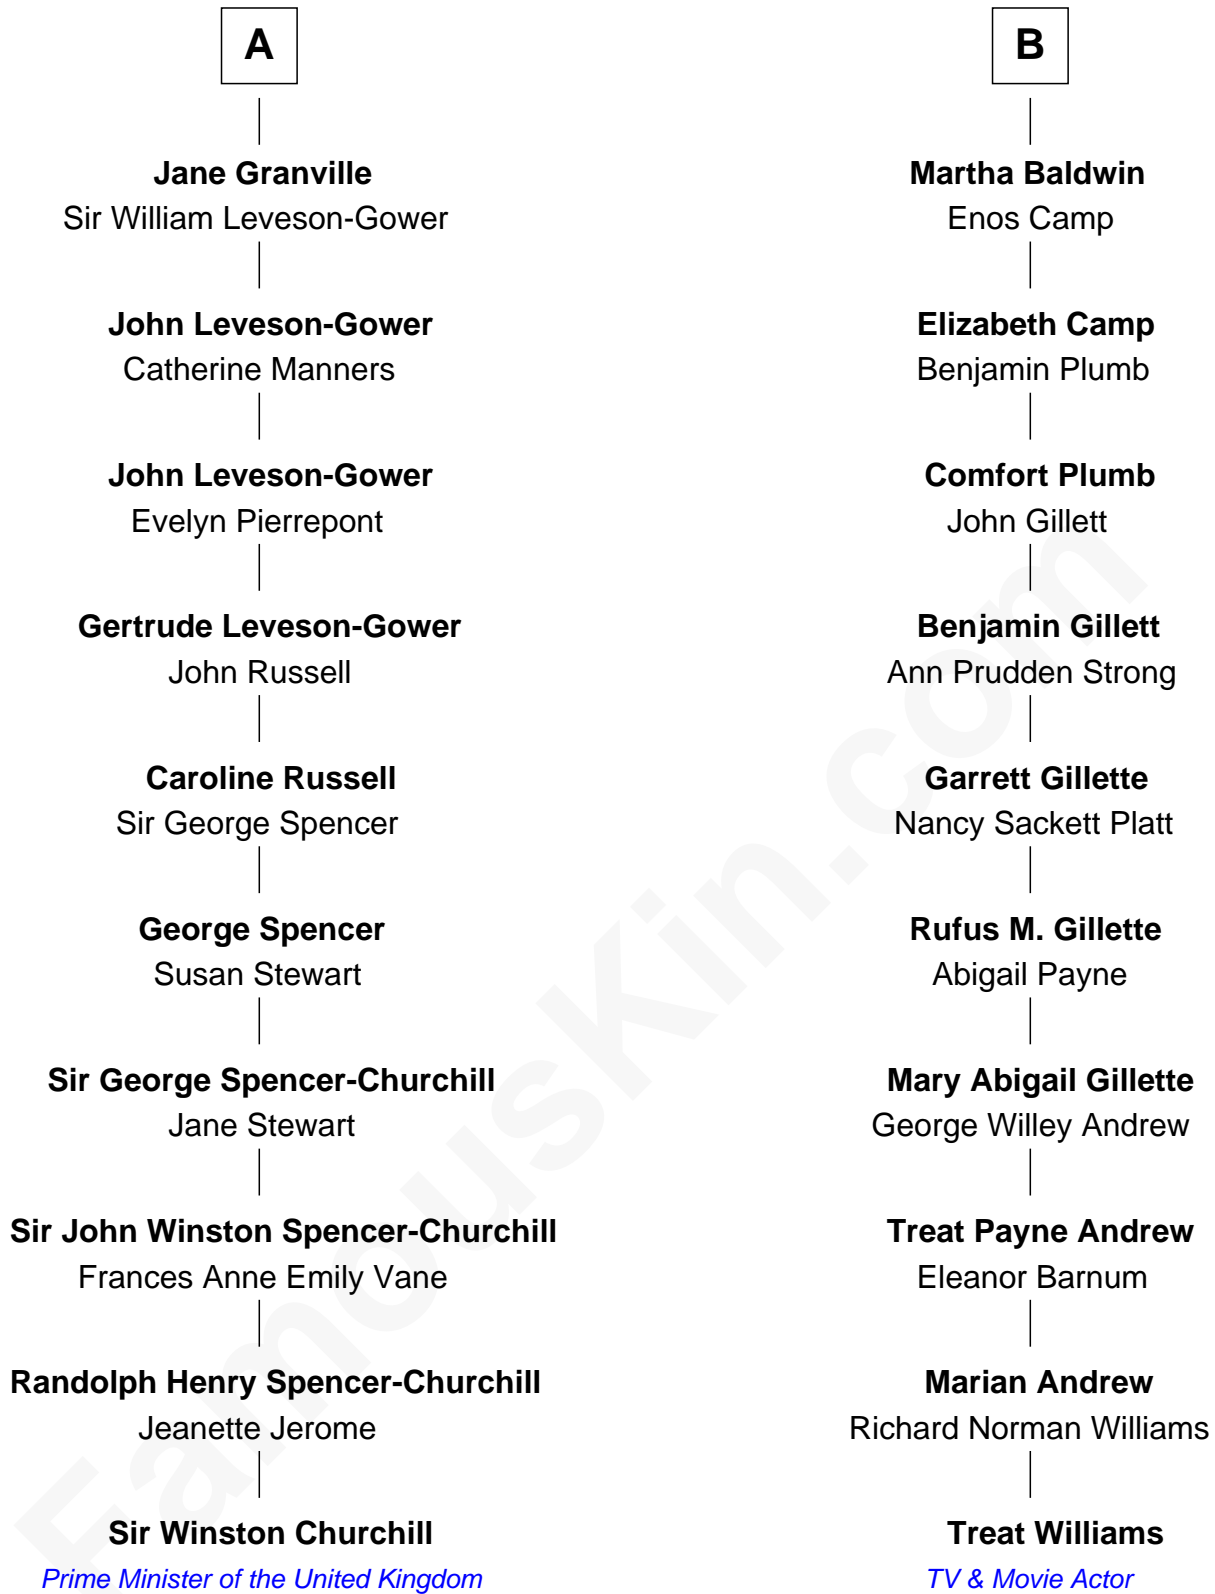 A
Jane Granville
Sir William Leveson-Gower
John Leveson-Gower
Catherine Manners
John Leveson-Gower
Evelyn Pierrepont
Gertrude Leveson-Gower
John Russell
Caroline Russell
Sir George Spencer
George Spencer
Susan Stewart
Sir George Spencer-Churchill
Jane Stewart
Sir John Winston Spencer-Churchill
Frances Anne Emily Vane
Randolph Henry Spencer-Churchill
Jeanette Jerome
Sir Winston Churchill
Prime Minister of the United Kingdom
B
Martha Baldwin
Enos Camp
Elizabeth Camp
Benjamin Plumb
Comfort Plumb
John Gillett
Benjamin Gillett
Ann Prudden Strong
Garrett Gillette
Nancy Sackett Platt
Rufus M. Gillette
Abigail Payne
Mary Abigail Gillette
George Willey Andrew
Treat Payne Andrew
Eleanor Barnum
Marian Andrew
Richard Norman Williams
Treat Williams
TV & Movie Actor
FamousKin.com